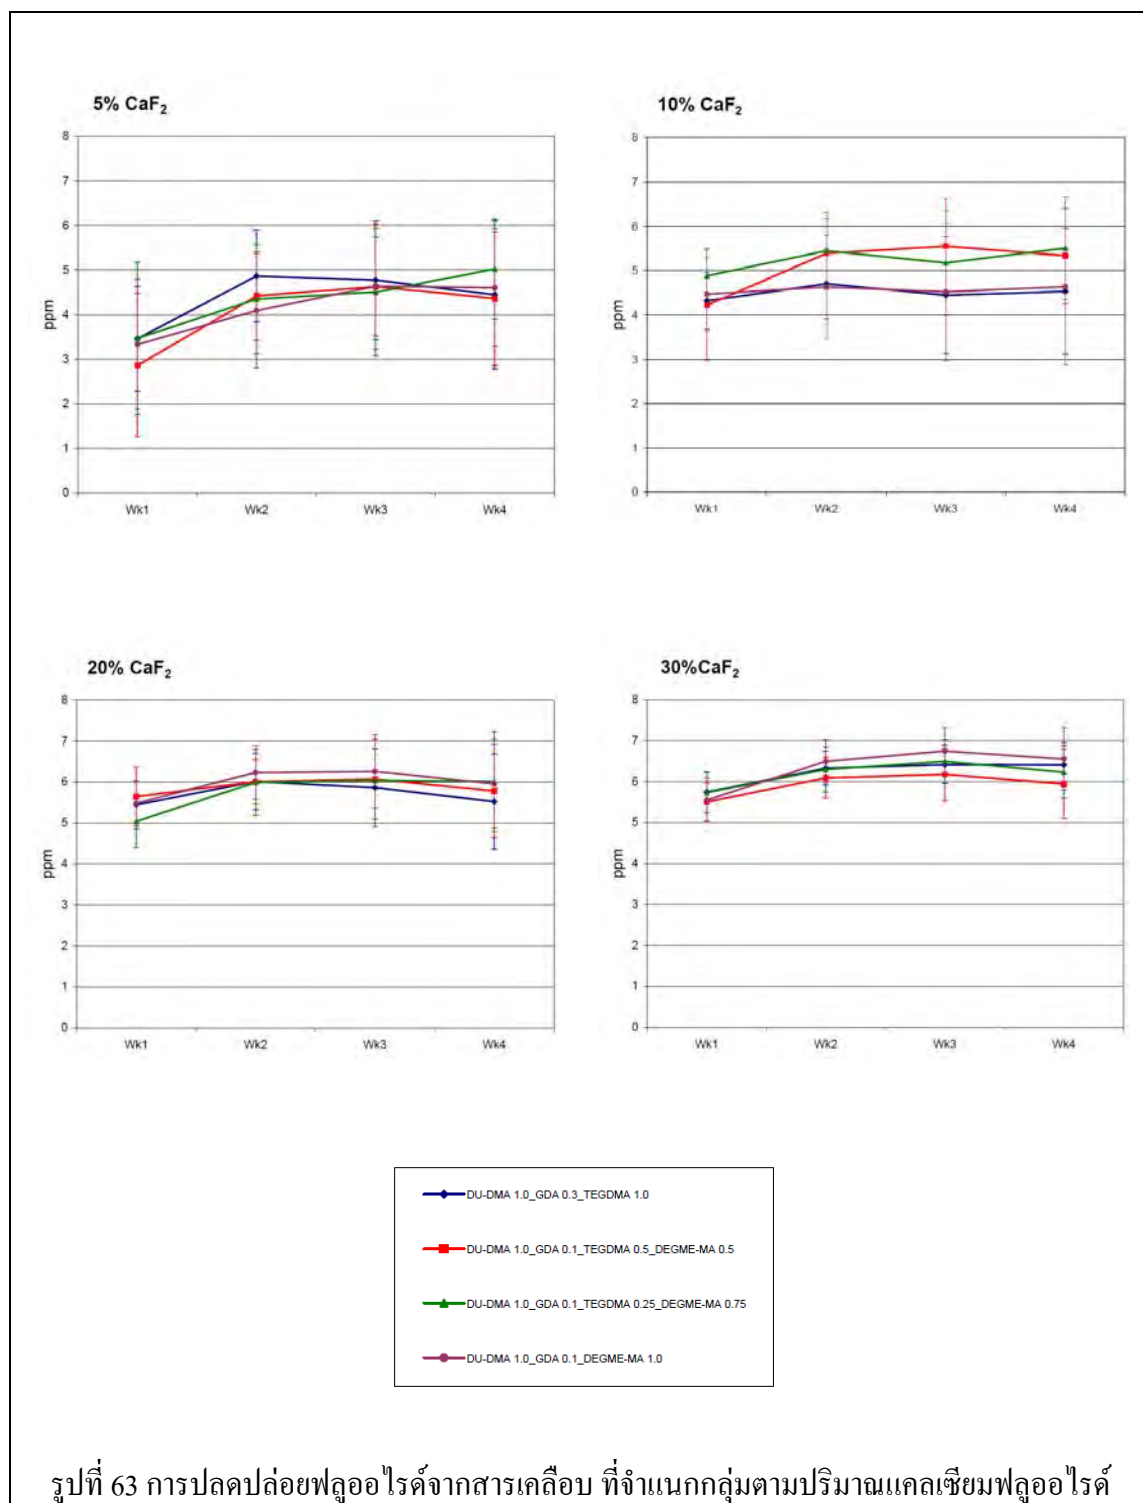 5% CaF₂
8
7
6
5
4
3
2
1
0
ppm
Wk1 Wk2 Wk3 Wk4
10% CaF₂
8
7
6
5
4
3
2
1
0
ppm
Wk1 Wk2 Wk3 Wk4
20% CaF₂
8
7
6
5
4
3
2
1
0
ppm
Wk1 Wk2 Wk3 Wk4
30%CaF₂
8
7
6
5
4
3
2
1
0
ppm
Wk1 Wk2 Wk3 Wk4
DU-DMA 1.0_GDA 0.3_TEGDMA 1.0
DU-DMA 1.0_GDA 0.1_TEGDMA 0.5_DEGME-MA 0.5
DU-DMA 1.0_GDA 0.1_TEGDMA 0.25_DEGME-MA 0.75
DU-DMA 1.0_GDA 0.1_DEGME-MA 1.0
รูปที่ 63 การปลดปล่อยฟลูออไรด์จากสารเคลือบ ที่จำแนกกลุ่มตามปริมาณแคลเซียมฟลูออไรด์